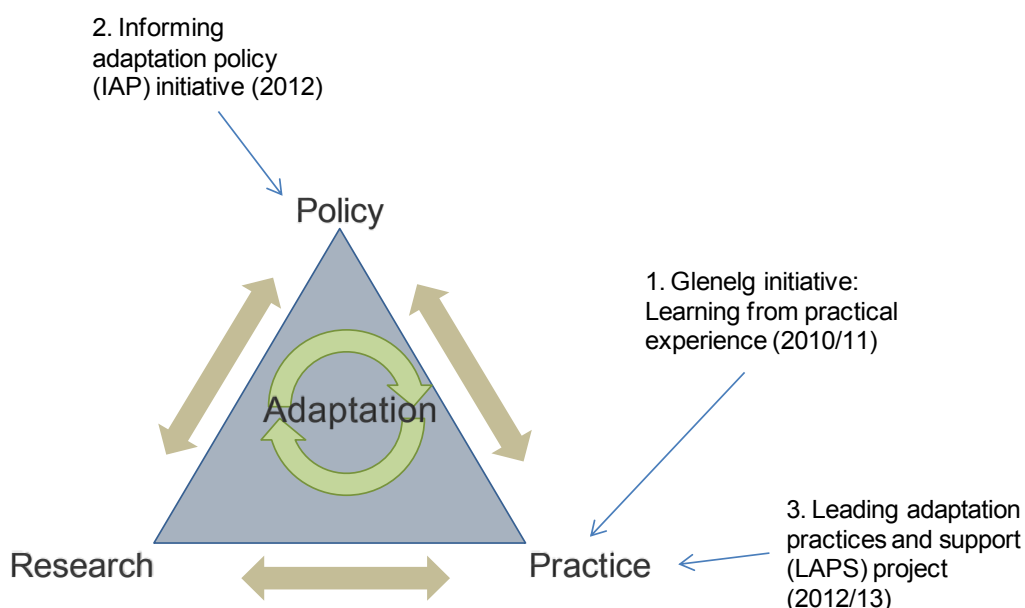 2. Informing
adaptation policy
(IAP) initiative (2012)
Policy
1. Glenelg initiative:
Learning from practical
experience (2010/11)
Adaptation
3. Leading adaptation
practices and support
(LAPS) project
(2012/13)
Research
Practice